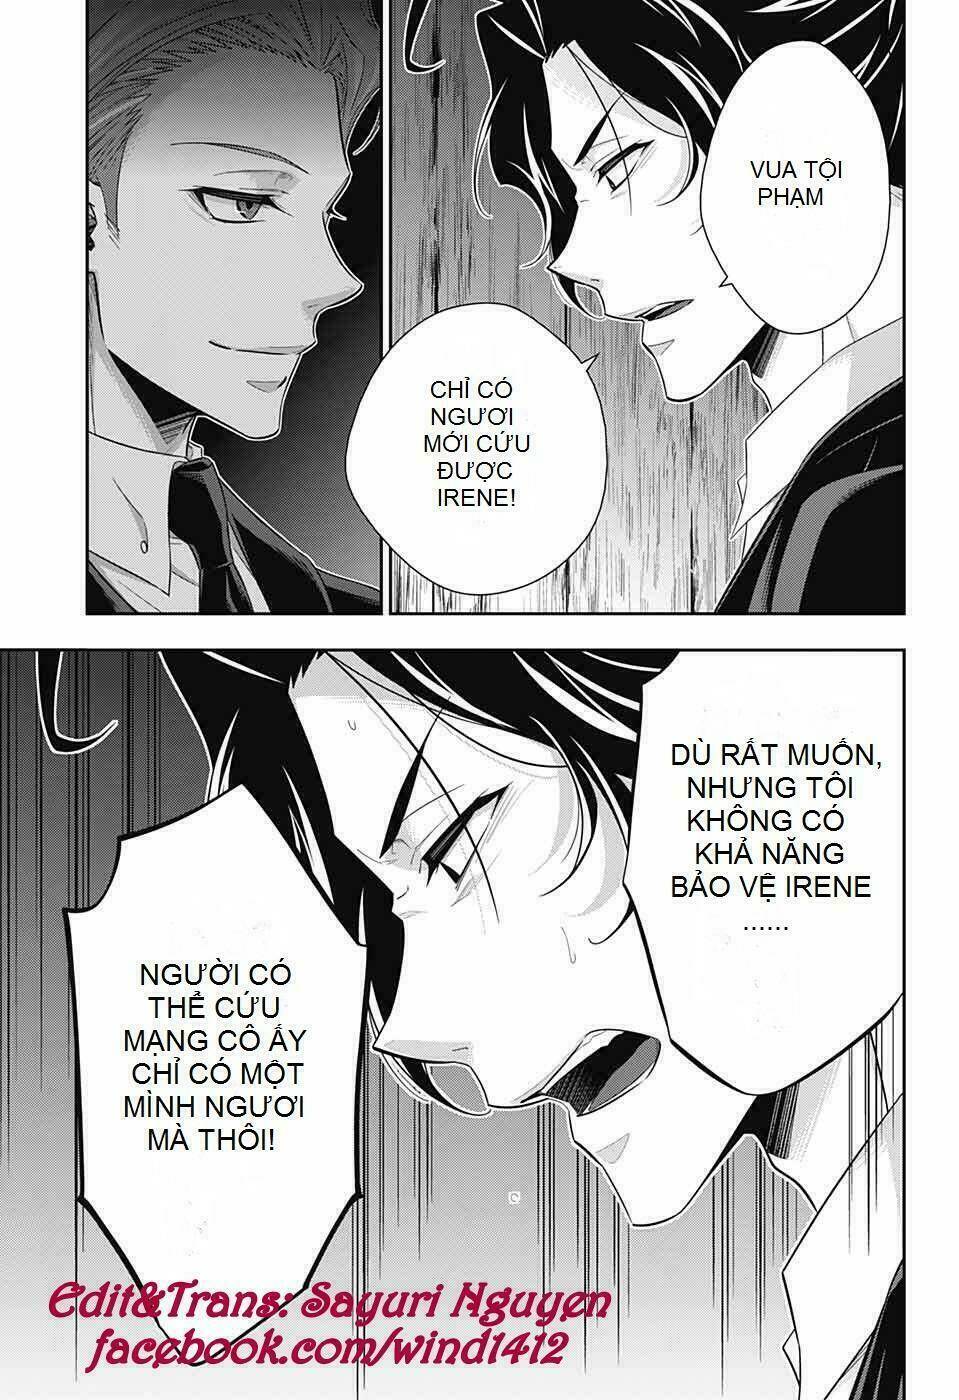 VUA TỘI
PHẠM
CHỈ CÓ
NGƯƠI
MỚI CỨU
ĐƯỢC
IRENE!
DÙ RẤT MUỐN,
NHƯNG TÔI
KHÔNG CÓ
KHẢ NĂNG
BẢO VỆ IRENE
......
NGƯỜI CÓ
THỂ CỨU
MẠNG CÔ ẤY
CHỈ CÓ MỘT
MÌNH NGƯƠI
MÀ THÔI!
Edit&Trans: Sayuri Nguyen
facebook.com/wind1412